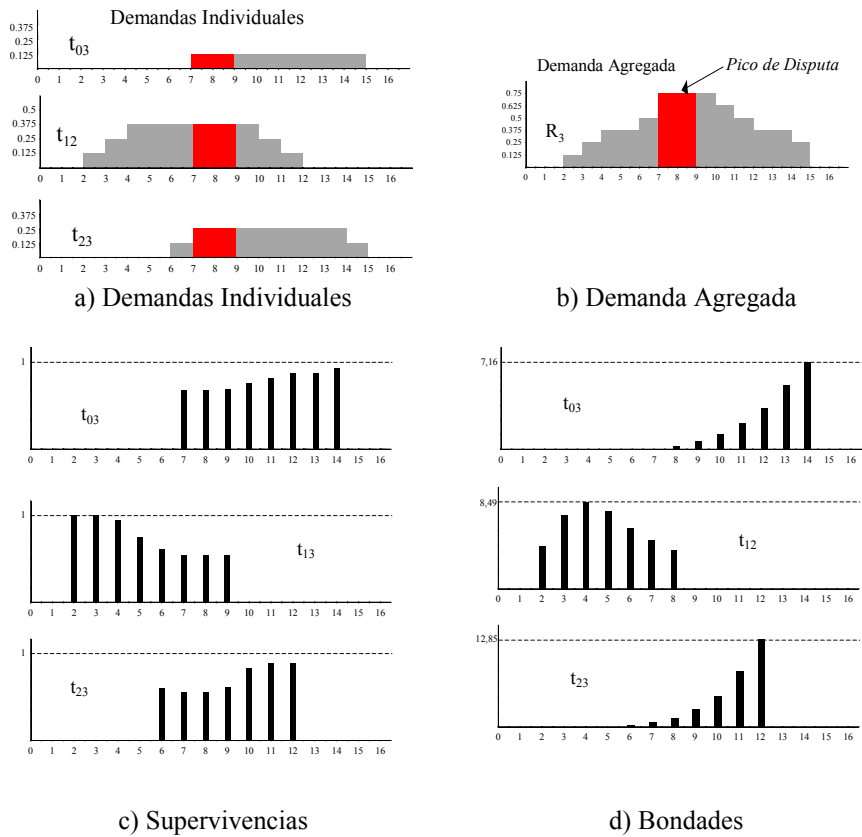 Demandas Individuales
0.375
0.25
0.125
t03
0 1 2 3 4 5 6 7 8 9 10 11 12 13 14 15 16
0.5
0.375
0.25
0.125
t12
0 1 2 3 4 5 6 7 8 9 10 11 12 13 14 15 16
0.375
0.25
0.125
t23
0 1 2 3 4 5 6 7 8 9 10 11 12 13 14 15 16
a) Demandas Individuales
Demanda Agregada
Pico de Disputa
0.75
0.625
0.5
0.375
0.25
0.125
R3
0 1 2 3 4 5 6 7 8 9 10 11 12 13 14 15 16
b) Demanda Agregada
1
t03
0 1 2 3 4 5 6 7 8 9 10 11 12 13 14 15 16
1
t13
0 1 2 3 4 5 6 7 8 9 10 11 12 13 14 15 16
1
t23
0 1 2 3 4 5 6 7 8 9 10 11 12 13 14 15 16
c) Supervivencias
7,16
t03
0 1 2 3 4 5 6 7 8 9 10 11 12 13 14 15 16
8,49
t12
0 1 2 3 4 5 6 7 8 9 10 11 12 13 14 15 16
12,85
t23
0 1 2 3 4 5 6 7 8 9 10 11 12 13 14 15 16
d) Bondades